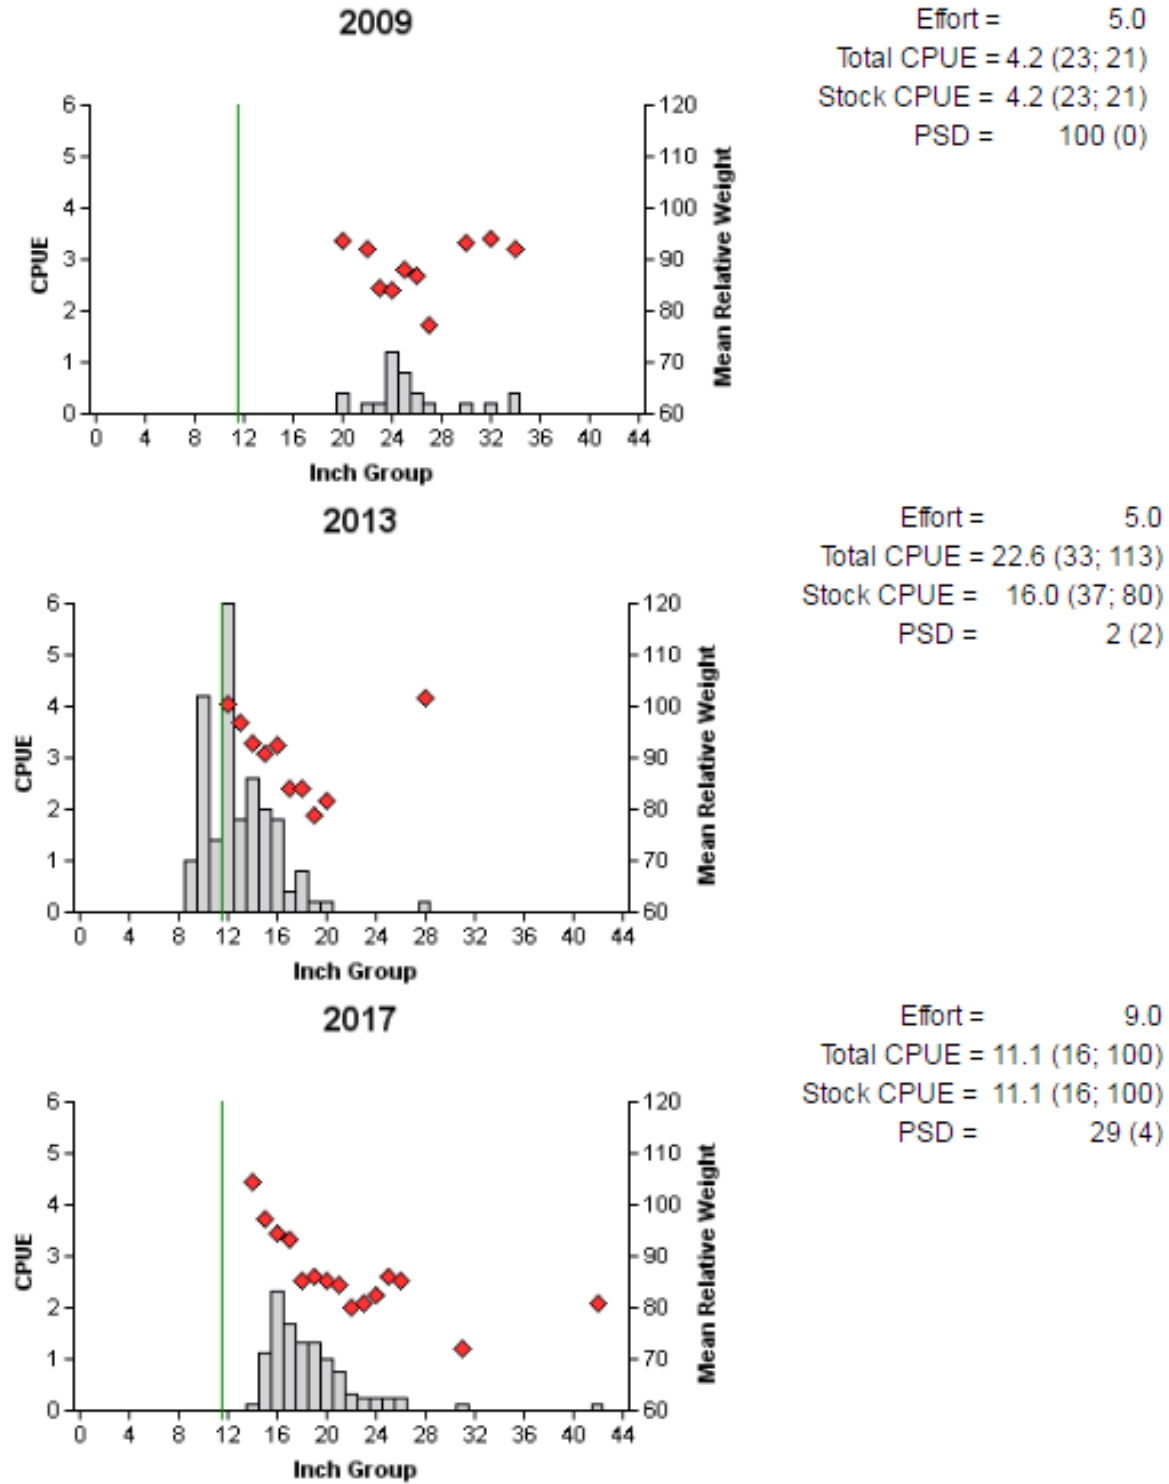 2009
Effort = 5.0
Total CPUE = 4.2 (23; 21)
Stock CPUE = 4.2 (23; 21)
PSD = 100 (0)
6 120
5 110
4 100
3 90
2 80
1 70
0 60
CPUE
Mean Relative Weight
0 4 8 12 16 20 24 28 32 36 40 44
Inch Group
2013
Effort = 5.0
Total CPUE = 22.6 (33; 113)
Stock CPUE = 16.0 (37; 80)
PSD = 2 (2)
6 120
5 110
4 100
3 90
2 80
1 70
0 60
CPUE
Mean Relative Weight
0 4 8 12 16 20 24 28 32 36 40 44
Inch Group
2017
Effort = 9.0
Total CPUE = 11.1 (16; 100)
Stock CPUE = 11.1 (16; 100)
PSD = 29 (4)
6 120
5 110
4 100
3 90
2 80
1 70
0 60
CPUE
Mean Relative Weight
0 4 8 12 16 20 24 28 32 36 40 44
Inch Group